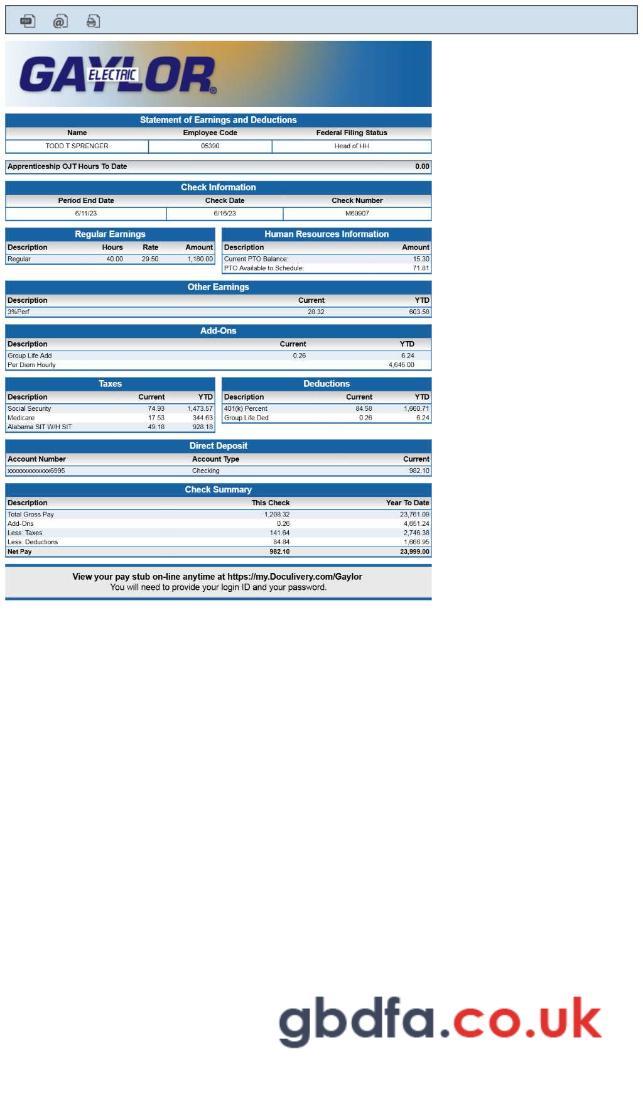 GAYLOR
ELECTRIC
Statement of Earnings and Deductions
Name Employee Code Federal Filing Status
TODD T SPRENGER 05390 Head of HH
Apprenticeship OJT Hours To Date 0.00
Check Information
Period End Date Check Date Check Number
6/11/23 6/16/23 M60907
Regular Earnings
Description Hours Rate Amount
Regular 40.00 29.50 1,180.00
Human Resources Information
Description Amount
Current PTO Balance: 15.30
PTO Available to Schedule: 71.81
Other Earnings
Description Current YTD
3%Perf 28.32 603.58
Add-Ons
Description Current YTD
Group Life Add 0.26 6.24
Per Diem Hourly 4,645.00
Taxes
Description Current YTD
Social Security 74.93 1,473.57
Medicare 17.53 344.63
Alabama SIT W/H SIT 49.18 928.18
Deductions
Description Current YTD
401(k) Percent 84.58 1,660.71
Group Life Ded 0.26 6.24
Direct Deposit
Account Number Account Type Current
xxxxxxxxxxxxx6995 Checking 982.10
Check Summary
Description This Check Year To Date
Total Gross Pay 1,208.32 23,761.09
Add-Ons 0.26 4,651.24
Less: Taxes 141.64 2,746.38
Less: Deductions 84.84 1,666.95
Net Pay 982.10 23,999.00
View your pay stub on-line anytime at https://my.Doculivery.com/Gaylor
You will need to provide your login ID and your password.
gbdfa.co.uk